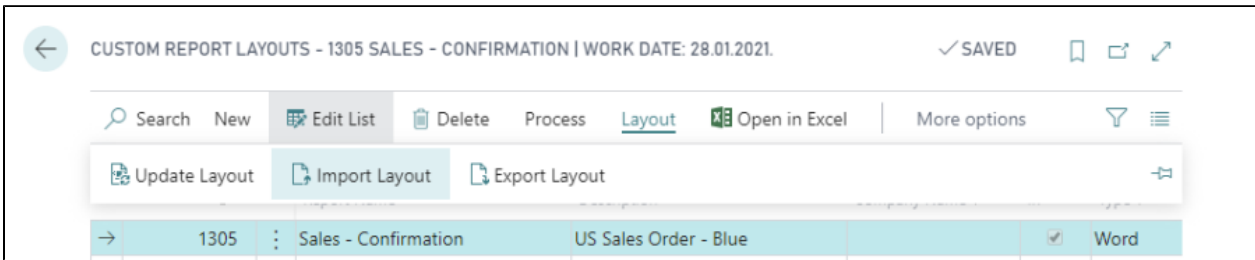 CUSTOM REPORT LAYOUTS - 1305 SALES - CONFIRMATION | WORK DATE: 28.01.2021. ✓ SAVED
Search New Edit List Delete Process Layout Open in Excel More options
Update Layout Import Layout Export Layout
1305 Sales - Confirmation US Sales Order - Blue Word